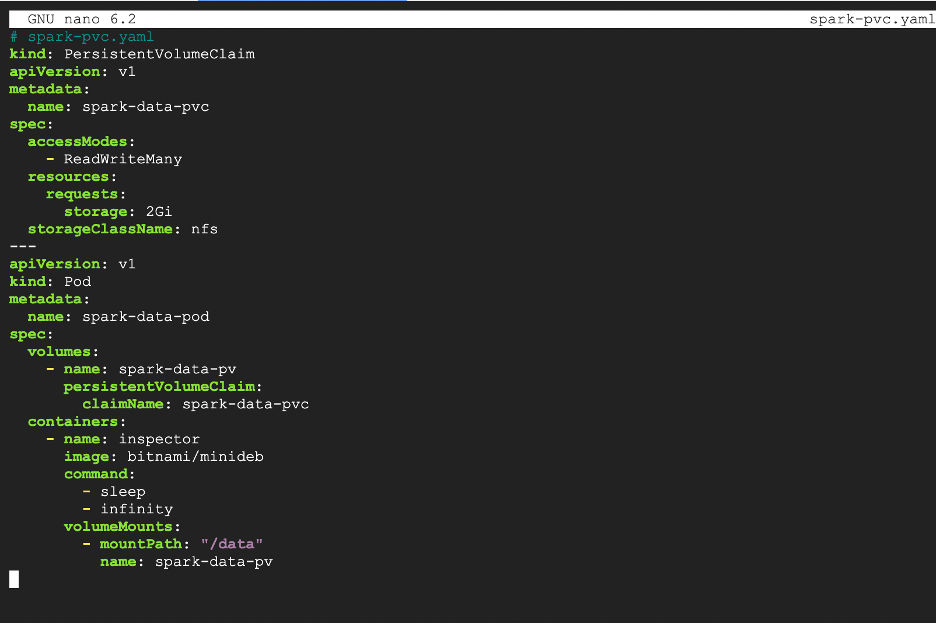 GNU nano 6.2 spark-pvc.yaml
# spark-pvc.yaml
kind: PersistentVolumeClaim
apiVersion: v1
metadata:
  name: spark-data-pvc
spec:
  accessModes:
    - ReadWriteMany
  resources:
    requests:
      storage: 2Gi
  storageClassName: nfs
---
apiVersion: v1
kind: Pod
metadata:
  name: spark-data-pod
spec:
  volumes:
    - name: spark-data-pv
      persistentVolumeClaim:
        claimName: spark-data-pvc
  containers:
    - name: inspector
      image: bitnami/minideb
      command:
        - sleep
        - infinity
      volumeMounts:
        - mountPath: "/data"
          name: spark-data-pv